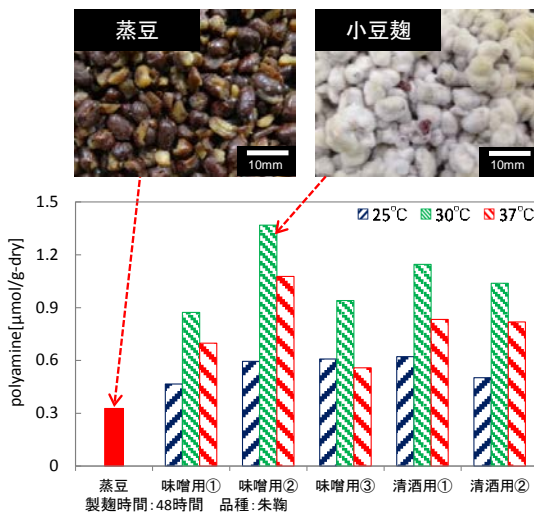 蒸豆
小豆麹
10mm
10mm
polyamine[μmol/g-dry]
25℃ 30℃ 37℃
1.5
1.2
0.9
0.6
0.3
0
蒸豆 味噌用① 味噌用② 味噌用③ 清酒用① 清酒用②
製麹時間:48時間 品種:朱鞠